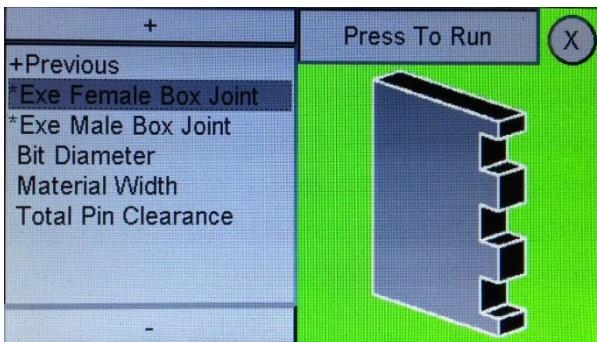 +
+Previous
*Exe Female Box Joint
*Exe Male Box Joint
Bit Diameter
Material Width
Total Pin Clearance
-
Press To Run
X